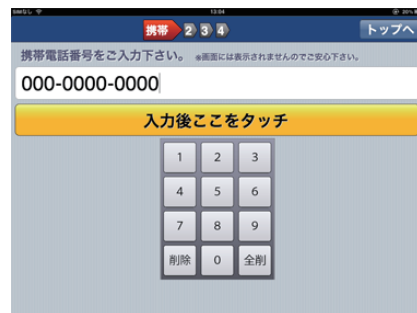 SIMなし 13:04 20%
携帯 2 3 4 トップへ
携帯電話番号をご入力下さい。 ※画面には表示されませんのでご安心下さい。
000-0000-0000
入力後ここをタッチ
1 2 3
4 5 6
7 8 9
削除 0 全削